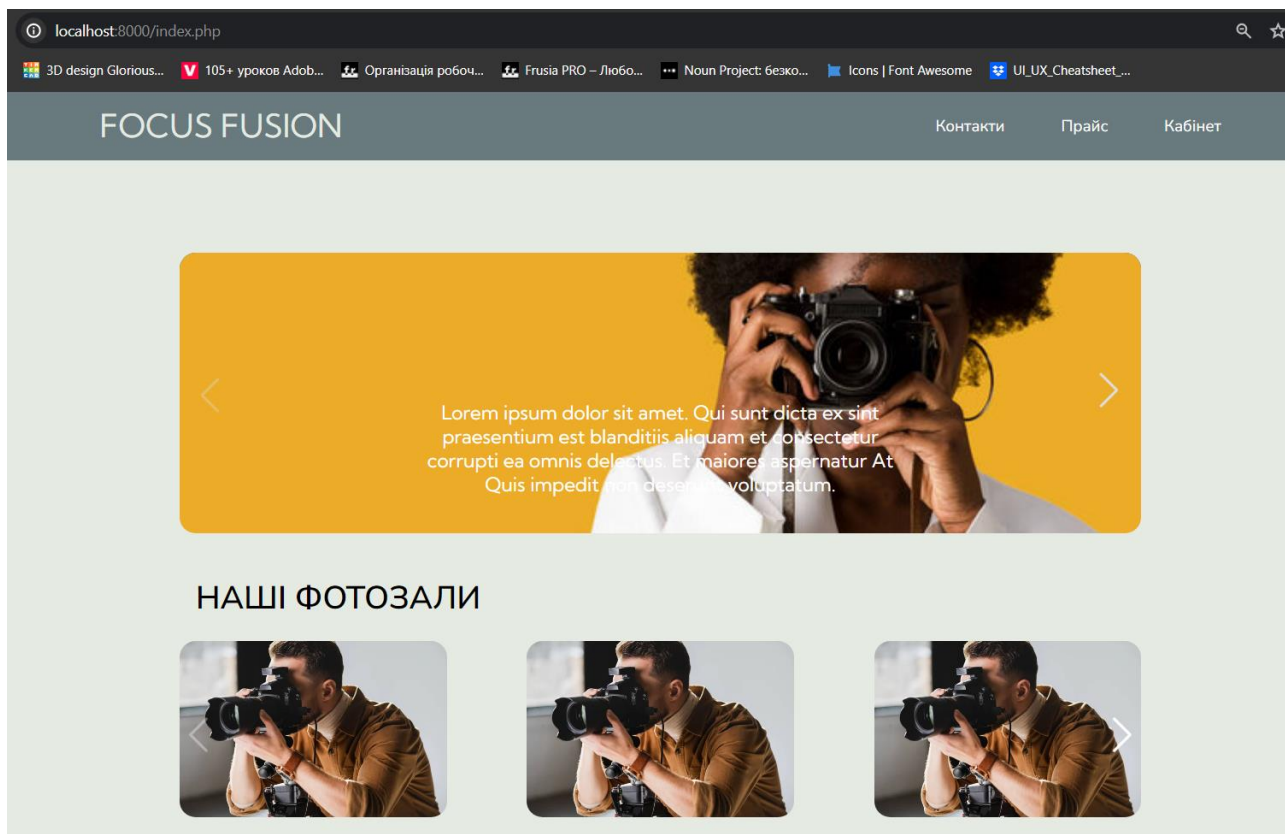 localhost:8000/index.php
3D design Glorious... 105+ уроков Adob... Організація робоч... Frusia PRO – Любо... Noun Project: безко... Icons | Font Awesome UI_UX_Cheatsheet_...
FOCUS FUSION Контакти Прайс Кабінет
Lorem ipsum dolor sit amet. Qui sunt dicta ex sint
praesentium est blanditiis aliquam et consectetur
corrupti ea omnis delectus. Et maiores aspernatur At
Quis impedit non deserunt voluptatum.
НАШІ ФОТОЗАЛИ